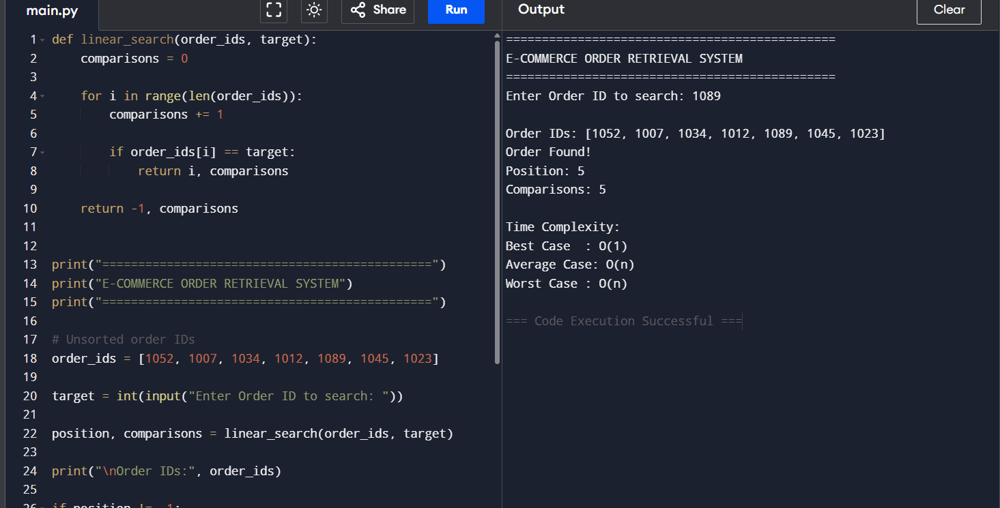 main.py
Share
Run
Output
Clear
1 def linear_search(order_ids, target):
2     comparisons = 0
3
4     for i in range(len(order_ids)):
5         comparisons += 1
6
7         if order_ids[i] == target:
8             return i, comparisons
9
10     return -1, comparisons
11
12
13 print("==============================================")
14 print("E-COMMERCE ORDER RETRIEVAL SYSTEM")
15 print("==============================================")
16
17 # Unsorted order IDs
18 order_ids = [1052, 1007, 1034, 1012, 1089, 1045, 1023]
19
20 target = int(input("Enter Order ID to search: "))
21
22 position, comparisons = linear_search(order_ids, target)
23
24 print("\nOrder IDs:", order_ids)
25
26 if position != -1:
==============================================
E-COMMERCE ORDER RETRIEVAL SYSTEM
==============================================
Enter Order ID to search: 1089
Order IDs: [1052, 1007, 1034, 1012, 1089, 1045, 1023]
Order Found!
Position: 5
Comparisons: 5
Time Complexity:
Best Case  : O(1)
Average Case: O(n)
Worst Case : O(n)
=== Code Execution Successful ===